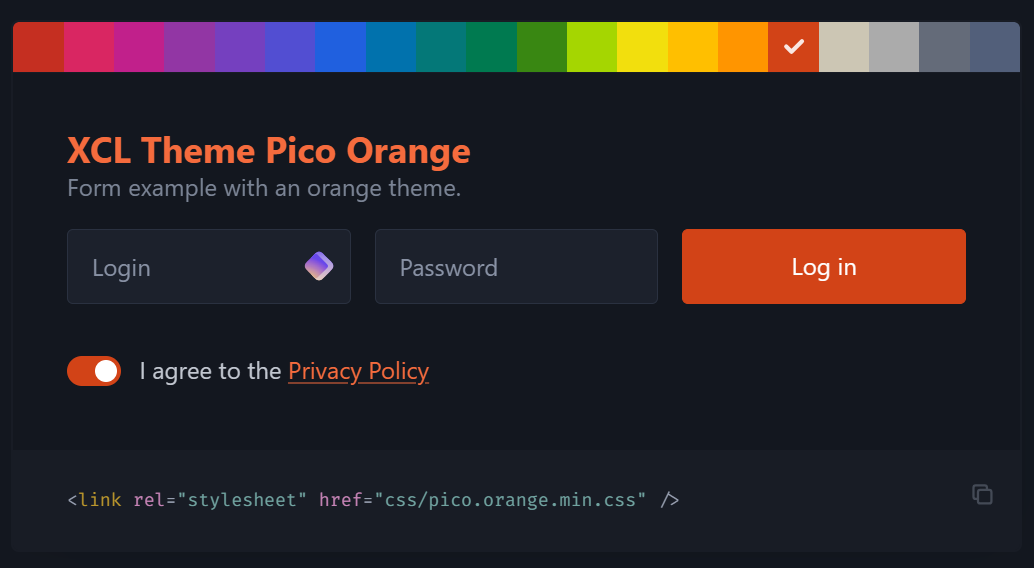 XCL Theme Pico Orange
Form example with an orange theme.
Login
Password
Log in
I agree to the Privacy Policy
<link rel="stylesheet" href="css/pico.orange.min.css" />